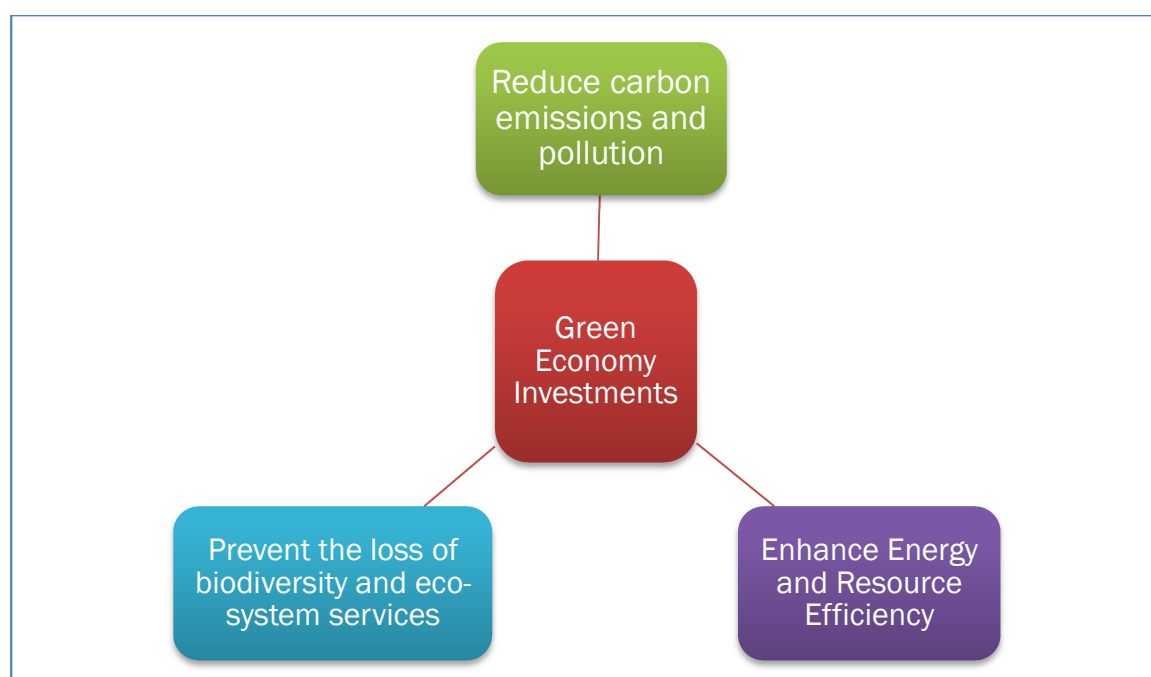 Reduce carbon
emissions and
pollution
Green
Economy
Investments
Prevent the loss of
biodiversity and eco-
system services
Enhance Energy
and Resource
Efficiency